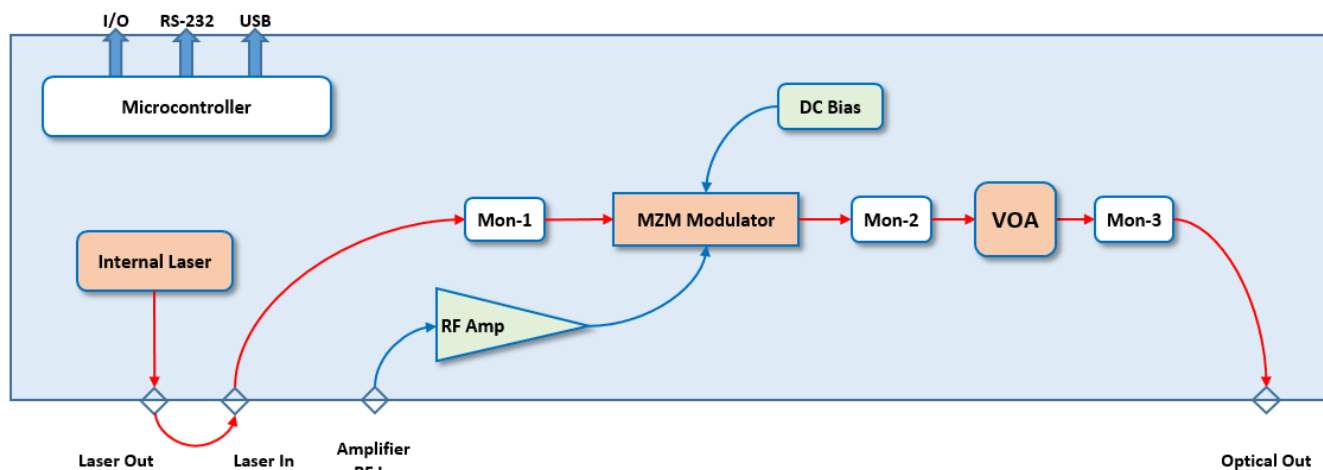 I/O RS-232 USB
Microcontroller
DC Bias
Mon-1
MZM Modulator
Mon-2
VOA
Mon-3
Internal Laser
RF Amp
Laser Out
Laser In
Amplifier
Optical Out